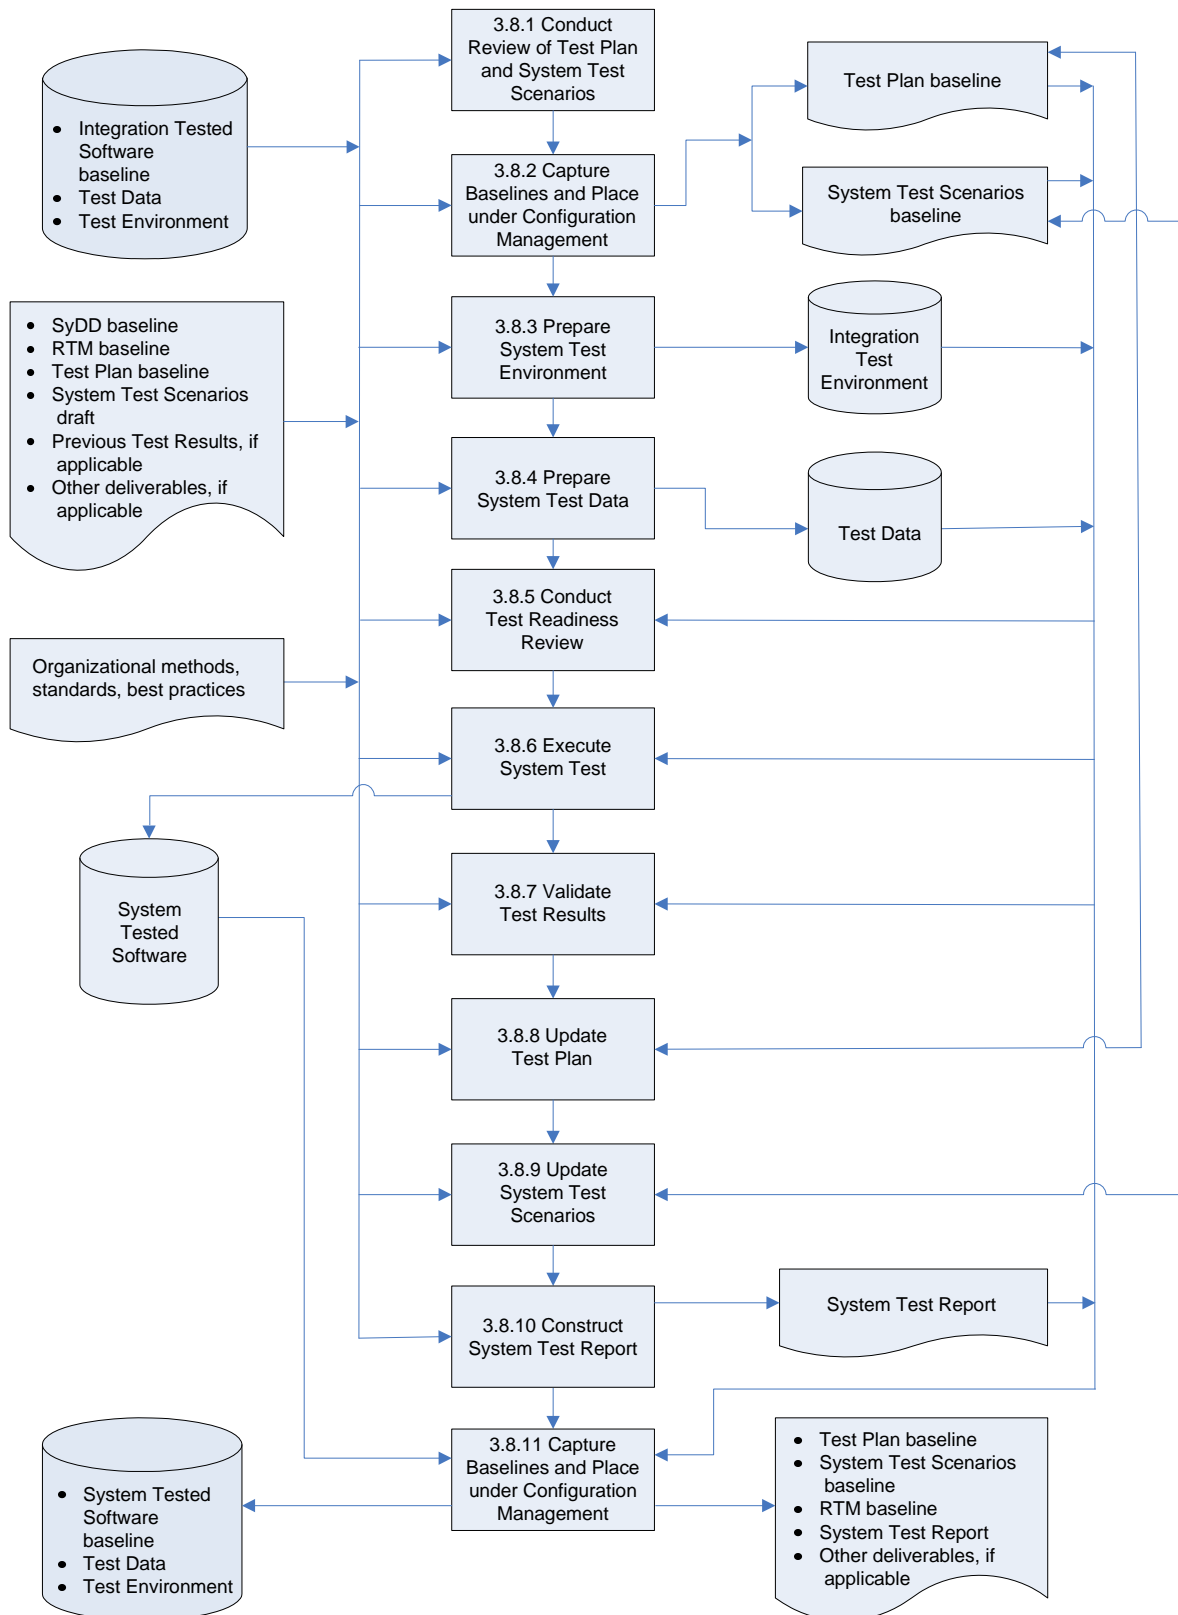 3.8.1 Conduct
Review of Test Plan
and System Test
Scenarios
Test Plan baseline
• Integration Tested
Software
baseline
• Test Data
• Test Environment
3.8.2 Capture
Baselines and Place
under Configuration
Management
System Test Scenarios
baseline
• SyDD baseline
• RTM baseline
• Test Plan baseline
• System Test Scenarios
draft
• Previous Test Results, if
applicable
• Other deliverables, if
applicable
3.8.3 Prepare
System Test
Environment
Integration
Test
Environment
3.8.4 Prepare
System Test Data
Test Data
3.8.5 Conduct
Test Readiness
Review
Organizational methods,
standards, best practices
3.8.6 Execute
System Test
System
Tested
Software
3.8.7 Validate
Test Results
3.8.8 Update
Test Plan
3.8.9 Update
System Test
Scenarios
3.8.10 Construct
System Test Report
System Test Report
3.8.11 Capture
Baselines and Place
under Configuration
Management
• System Tested
Software
baseline
• Test Data
• Test Environment
• Test Plan baseline
• System Test Scenarios
baseline
• RTM baseline
• System Test Report
• Other deliverables, if
applicable